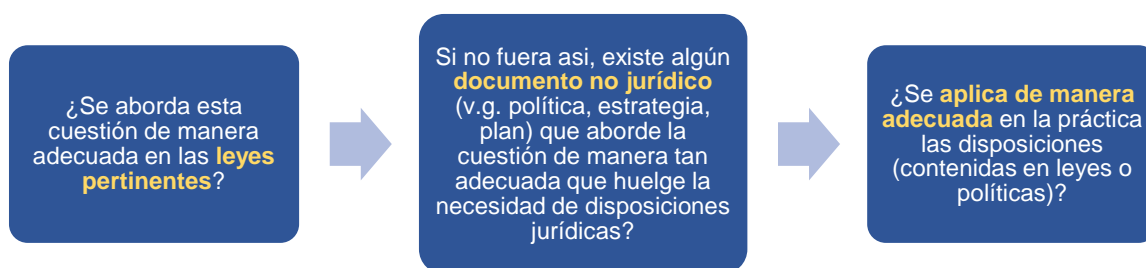 ¿Se aborda esta
cuestión de manera
adecuada en las leyes
pertinentes?
Si no fuera asi, existe algún
documento no jurídico
(v.g. política, estrategia,
plan) que aborde la
cuestión de manera tan
adecuada que huelge la
necesidad de disposiciones
jurídicas?
¿Se aplica de manera
adecuada en la práctica
las disposiciones
(contenidas en leyes o
políticas)?